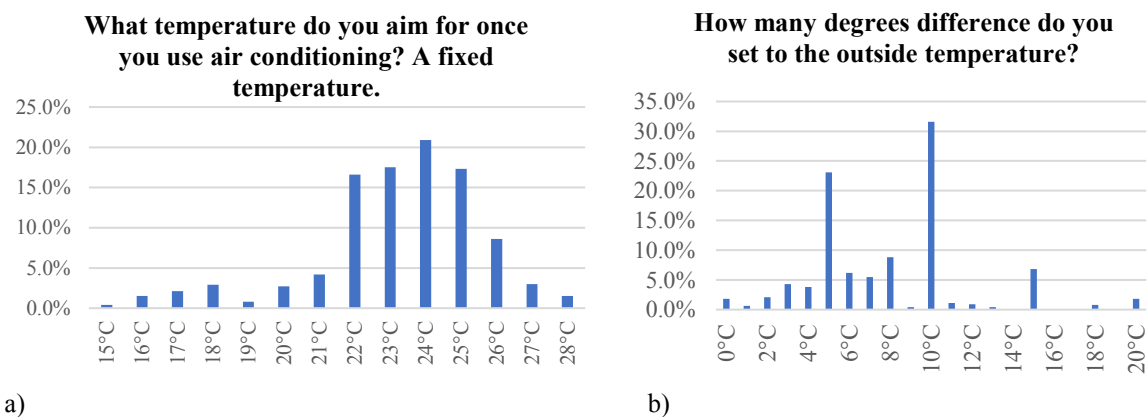 What temperature do you aim for once
you use air conditioning? A fixed
temperature.
25.0%
20.0%
15.0%
10.0%
5.0%
0.0%
15°C
16°C
17°C
18°C
19°C
20°C
21°C
22°C
23°C
24°C
25°C
26°C
27°C
28°C
a)
How many degrees difference do you
set to the outside temperature?
35.0%
30.0%
25.0%
20.0%
15.0%
10.0%
5.0%
0.0%
0°C
2°C
4°C
6°C
8°C
10°C
12°C
14°C
16°C
18°C
20°C
b)